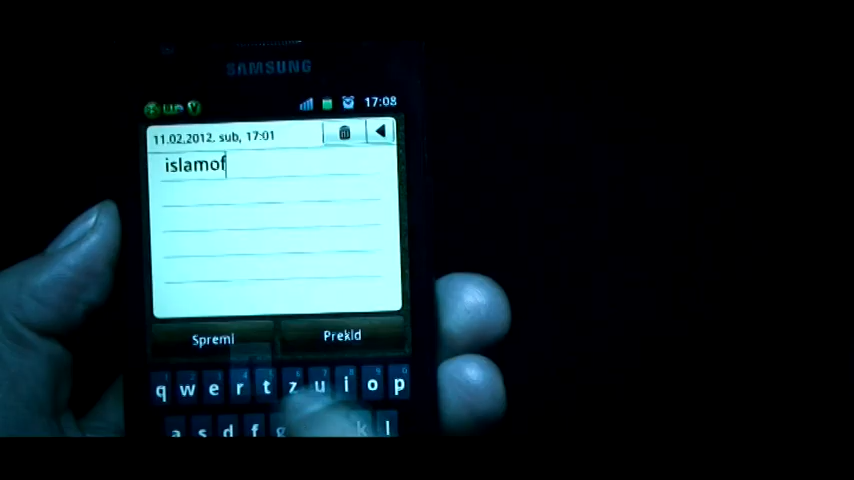 SAMSUNG
17:08
11.02.2012. sub, 17:01
islamof
Spremi Prekid
q w e r t z u i o p
a s d f g k l